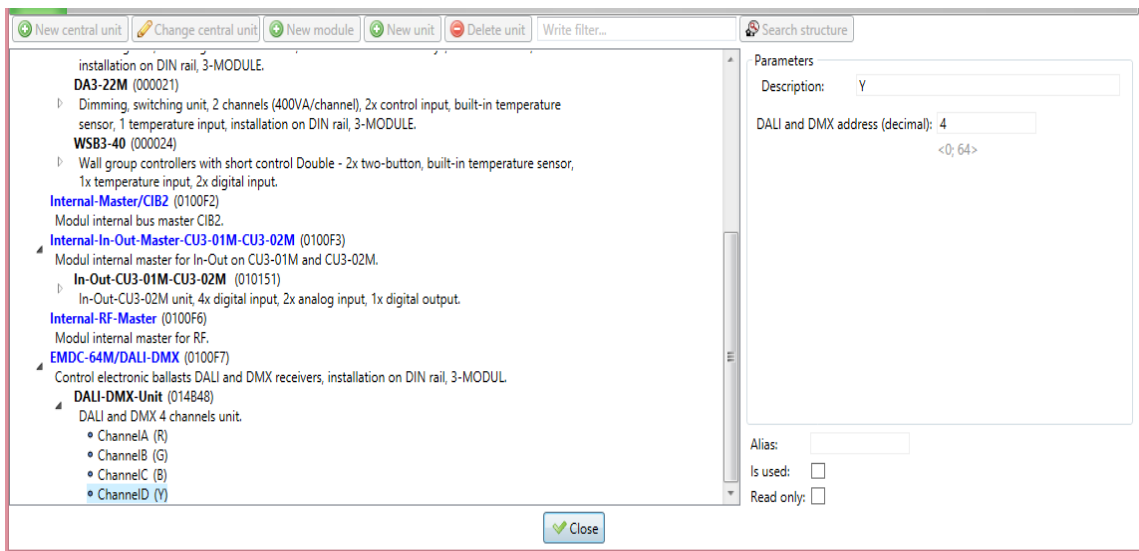 New central unit
Change central unit
New module
New unit
Delete unit
Write filter...
Search structure
installation on DIN rail, 3-MODULE.
DA3-22M (000021)
Dimming, switching unit, 2 channels (400VA/channel), 2x control input, built-in temperature
sensor, 1 temperature input, installation on DIN rail, 3-MODULE.
WSB3-40 (000024)
Wall group controllers with short control Double - 2x two-button, built-in temperature sensor,
1x temperature input, 2x digital input.
Internal-Master/CIB2 (0100F2)
Modul internal bus master CIB2.
Internal-In-Out-Master-CU3-01M-CU3-02M (0100F3)
Modul internal master for In-Out on CU3-01M and CU3-02M.
In-Out-CU3-01M-CU3-02M (010151)
In-Out-CU3-02M unit, 4x digital input, 2x analog input, 1x digital output.
Internal-RF-Master (0100F6)
Modul internal master for RF.
EMDC-64M/DALI-DMX (0100F7)
Control electronic ballasts DALI and DMX receivers, installation on DIN rail, 3-MODUL.
DALI-DMX-Unit (014B48)
DALI and DMX 4 channels unit.
ChannelA (R)
ChannelB (G)
ChannelC (B)
ChannelD (Y)
Parameters
Description: Y
DALI and DMX address (decimal): 4
<0; 64>
Alias:
Is used:
Read only:
Close